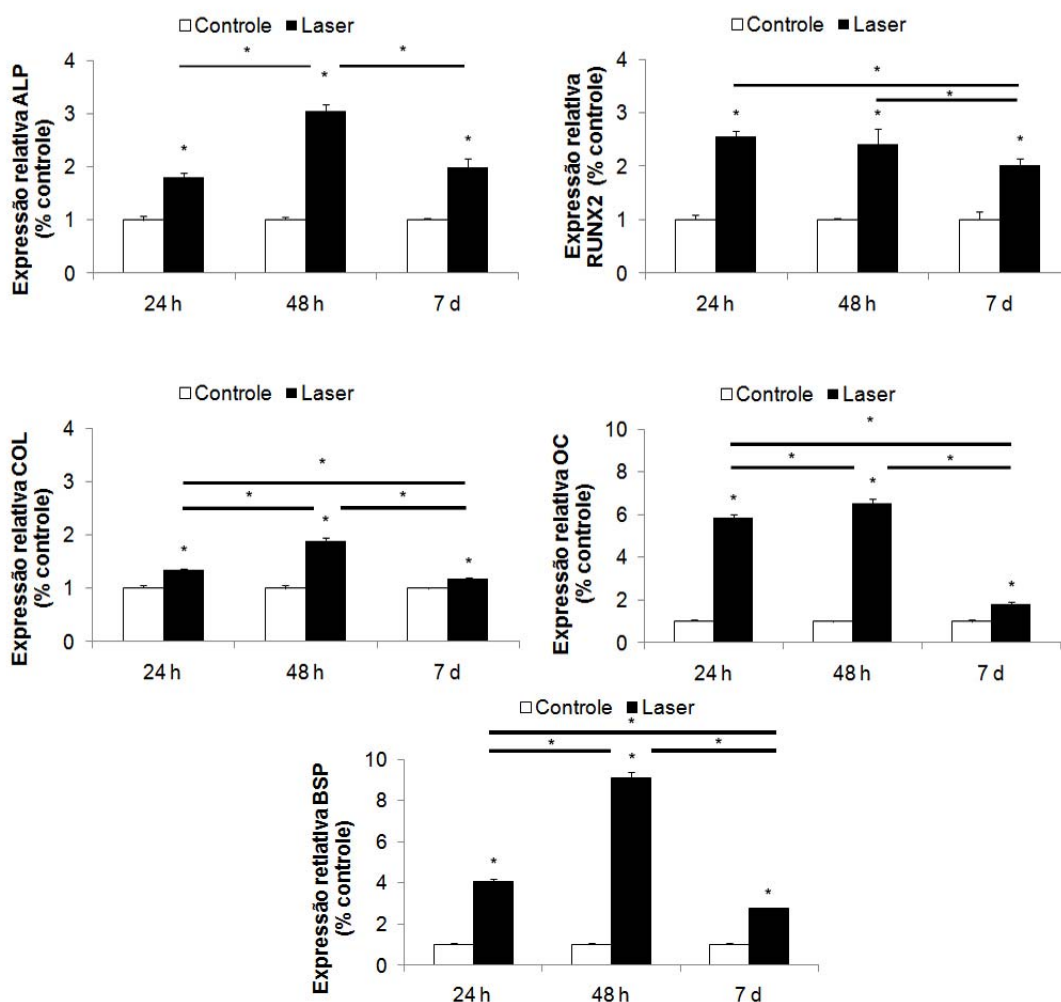 Controle Laser
Expressão relativa ALP
(% controle)
4
3
2
1
0
* *
* * *
24 h 48 h 7 d
Controle Laser
Expressão relativa
RUNX2 (% controle)
4
3
2
1
0
*
*
* * *
24 h 48 h 7 d
Controle Laser
Expressão relativa COL
(% controle)
4
3
2
1
0
*
* *
* * *
24 h 48 h 7 d
Controle Laser
Expressão relativa OC
(% controle)
10
8
6
4
2
0
*
* *
* * *
24 h 48 h 7 d
Controle Laser
Expressão retlativa BSP
(% controle)
10
8
6
4
2
0
*
* *
* * *
24 h 48 h 7 d